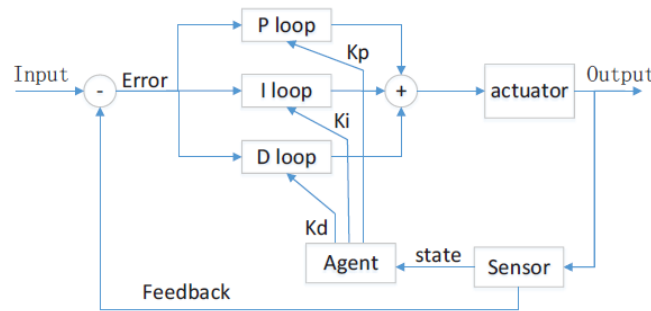 P loop
Kp
Input
Error
-
I loop
+
actuator
Output
Ki
D loop
Kd
Agent
state
Sensor
Feedback